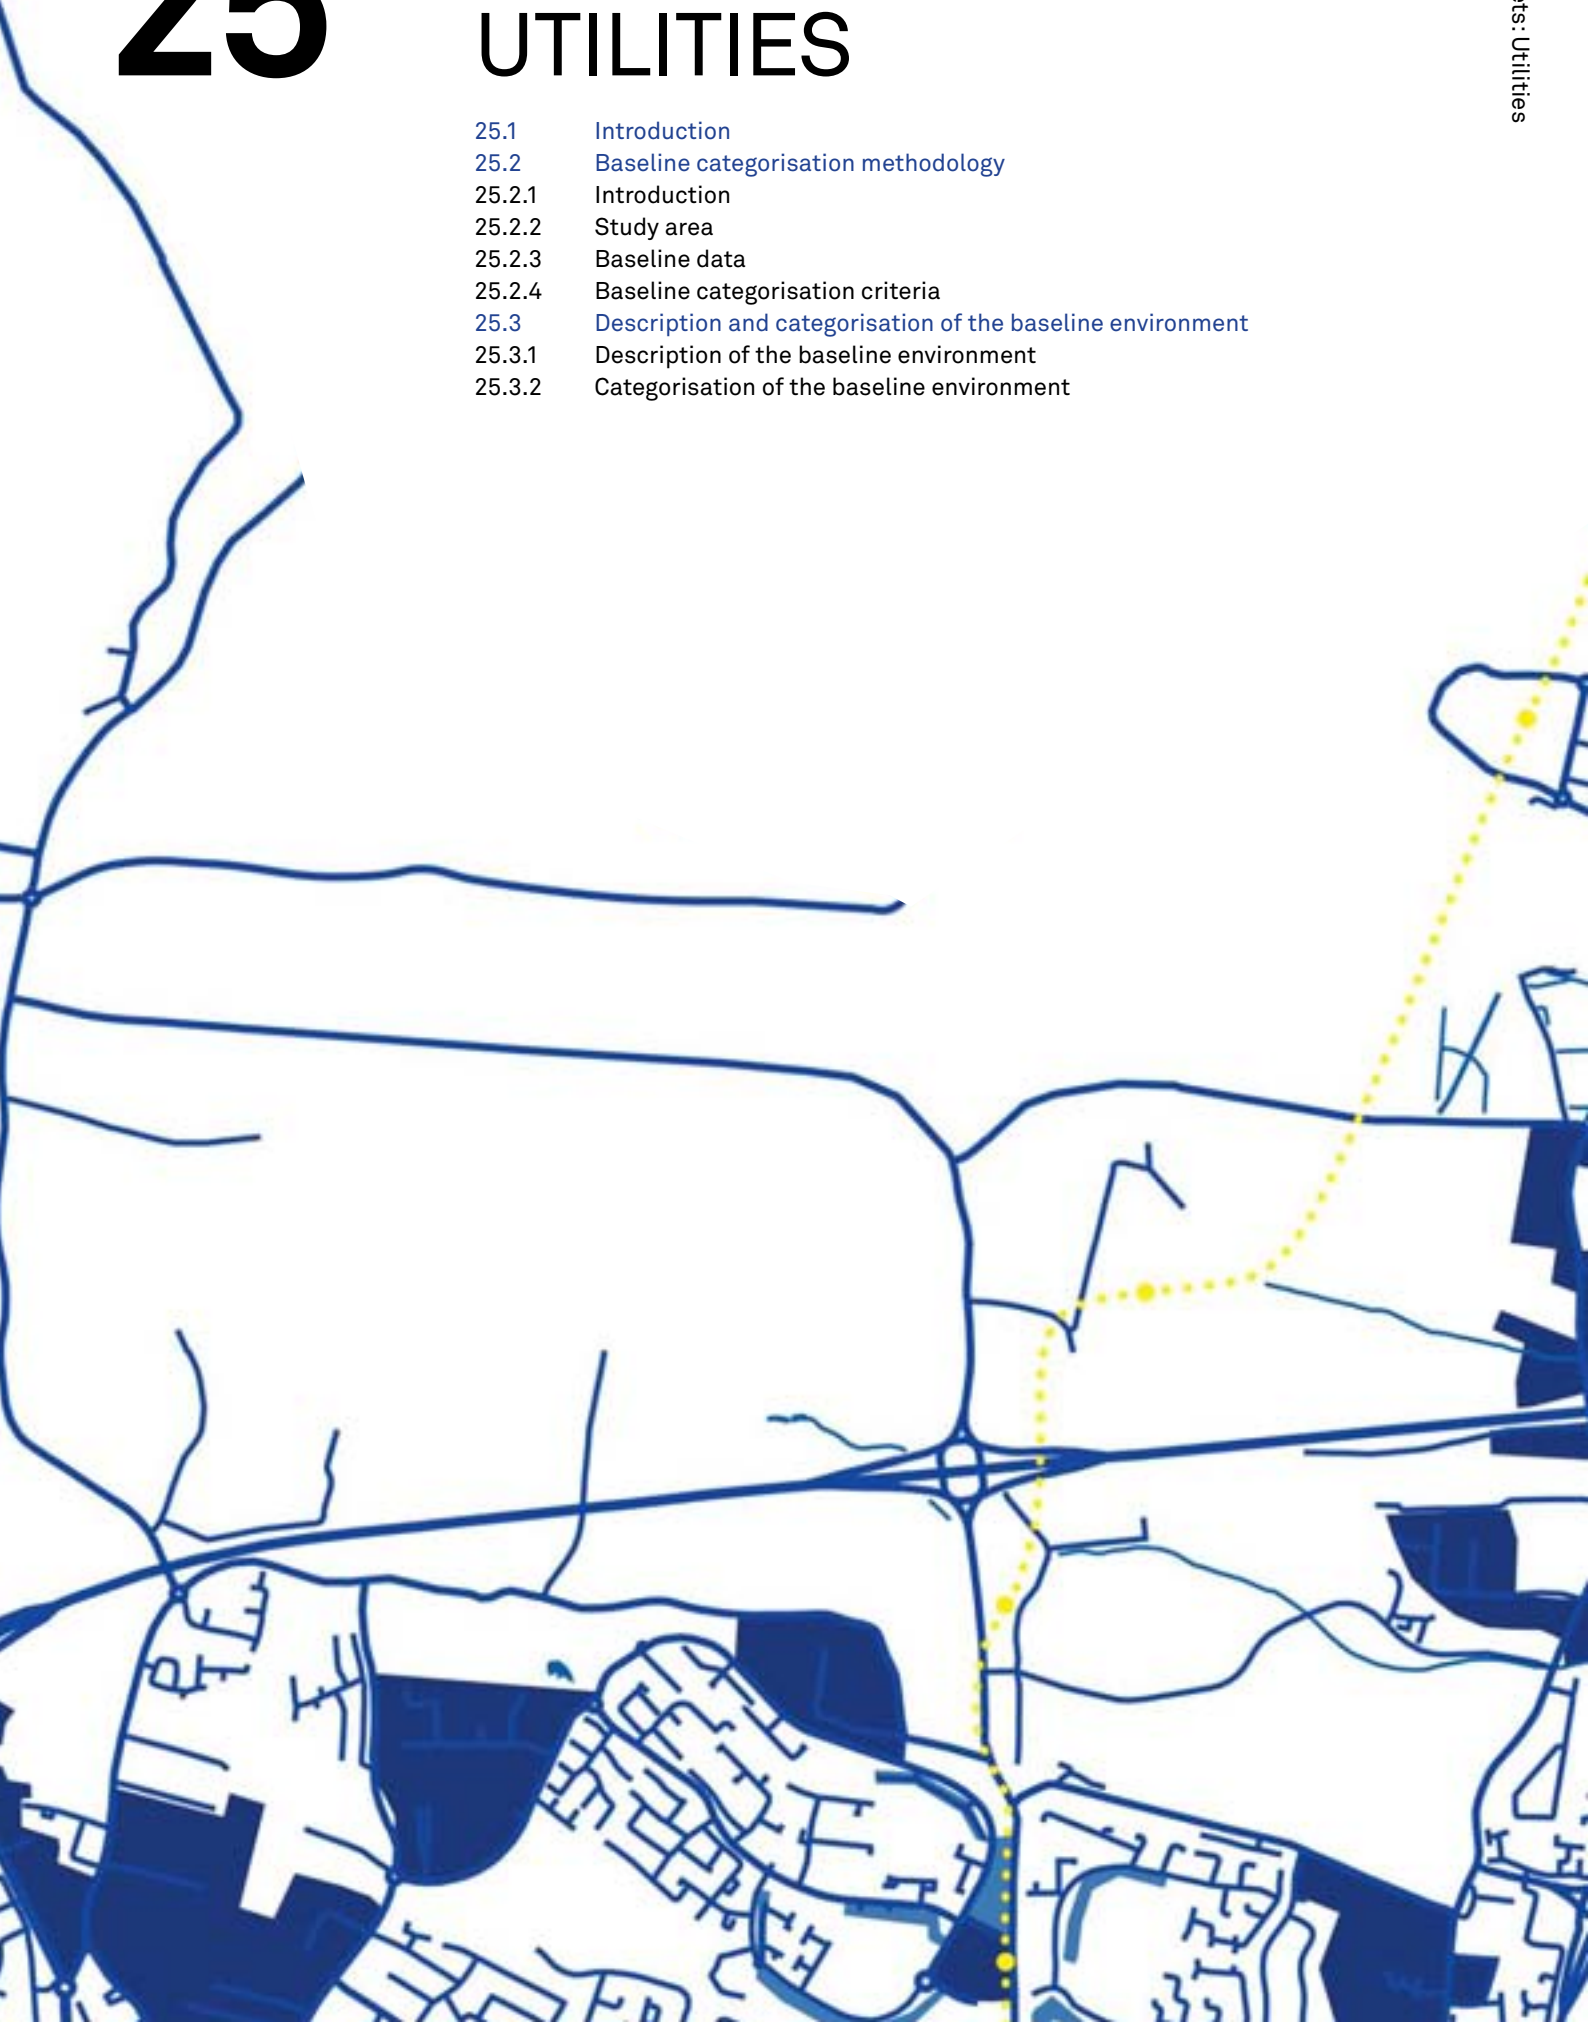 25
UTILITIES
25.1 Introduction
25.2 Baseline categorisation methodology
25.2.1 Introduction
25.2.2 Study area
25.2.3 Baseline data
25.2.4 Baseline categorisation criteria
25.3 Description and categorisation of the baseline environment
25.3.1 Description of the baseline environment
25.3.2 Categorisation of the baseline environment
: Utilities